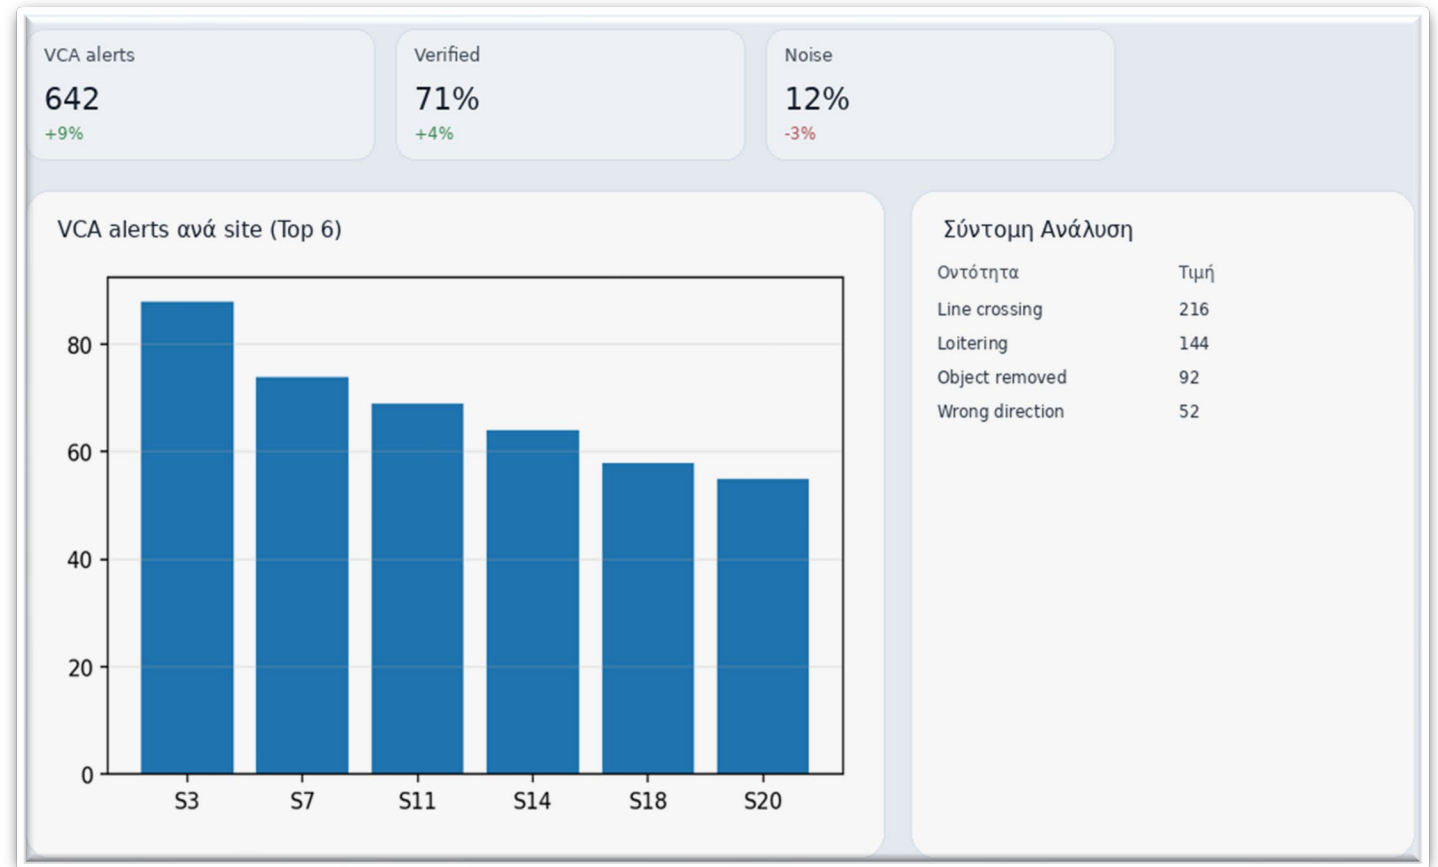 VCA alerts
642
+9%
Verified
71%
+4%
Noise
12%
-3%
VCA alerts ανά site (Top 6)
80
60
40
20
0
S3 S7 S11 S14 S18 S20
Σύντομη Ανάλυση
Οντότητα Τιμή
Line crossing 216
Loitering 144
Object removed 92
Wrong direction 52